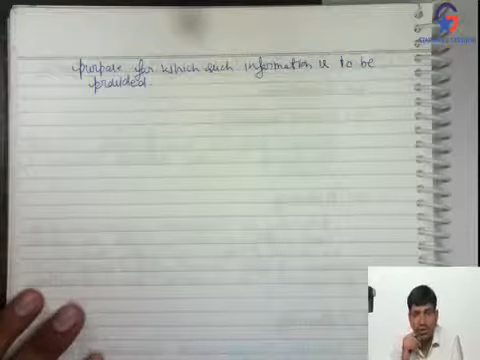 purpose for which such information is to be
provided